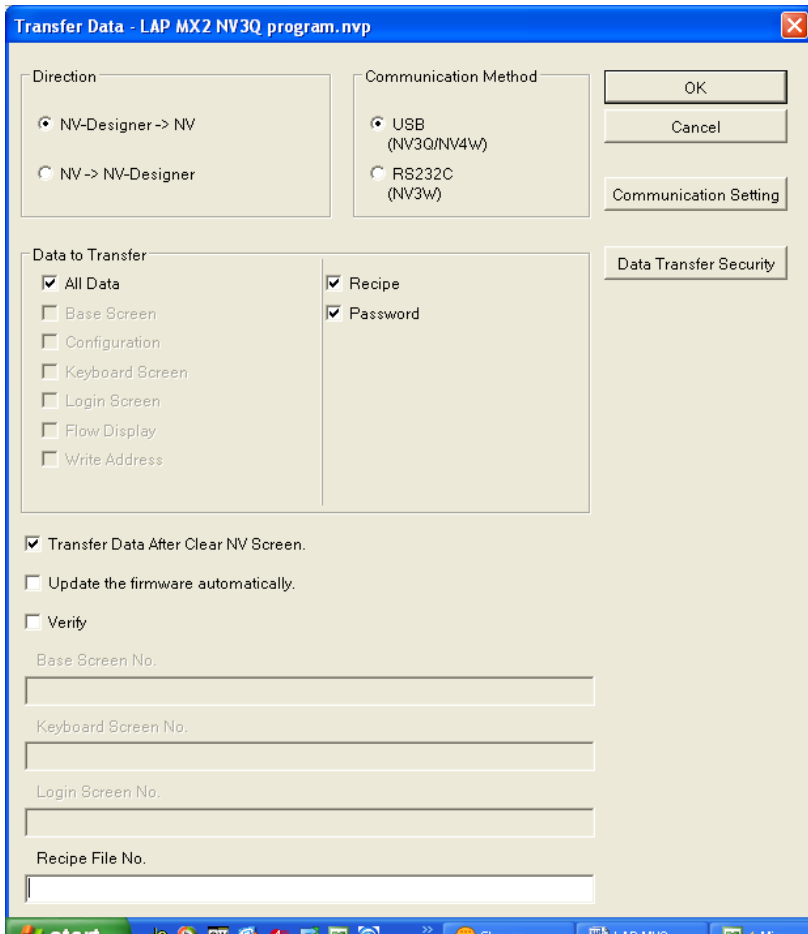 Transfer Data - LAP MX2 NV3Q program.nvp
Direction
NV-Designer -> NV
NV -> NV-Designer
Communication Method
USB
(NV3Q/NV4W)
RS232C
(NV3W)
OK
Cancel
Communication Setting
Data Transfer Security
Data to Transfer
All Data
Base Screen
Configuration
Keyboard Screen
Login Screen
Flow Display
Write Address
Recipe
Password
Transfer Data After Clear NV Screen.
Update the firmware automatically.
Verify
Base Screen No.
Keyboard Screen No.
Login Screen No.
Recipe File No.
start